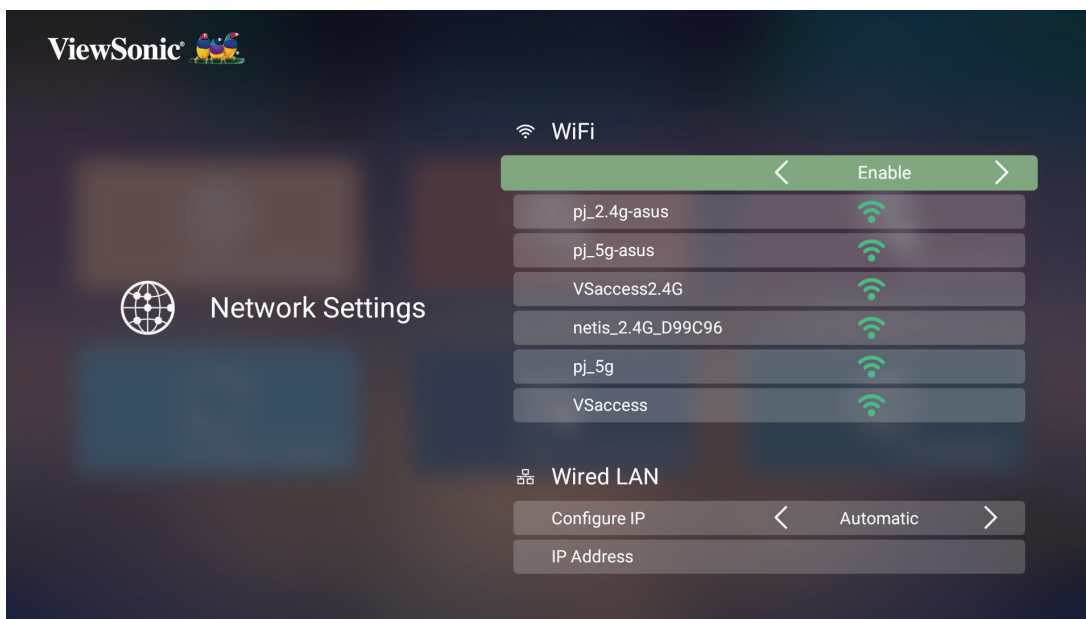 ViewSonic®
WiFi
Enable
pj_2.4g-asus
pj_5g-asus
VSaccess2.4G
netis_2.4G_D99C96
pj_5g
VSaccess
Network Settings
Wired LAN
Configure IP Automatic
IP Address